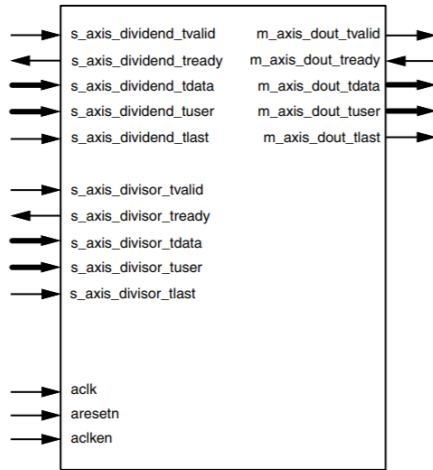 s_axis_dividend_tvalid
s_axis_dividend_tready
s_axis_dividend_tdata
s_axis_dividend_tuser
s_axis_dividend_tlast
s_axis_divisor_tvalid
s_axis_divisor_tready
s_axis_divisor_tdata
s_axis_divisor_tuser
s_axis_divisor_tlast
aclk
aresetn
aclken
m_axis_dout_tvalid
m_axis_dout_tready
m_axis_dout_tdata
m_axis_dout_tuser
m_axis_dout_tlast